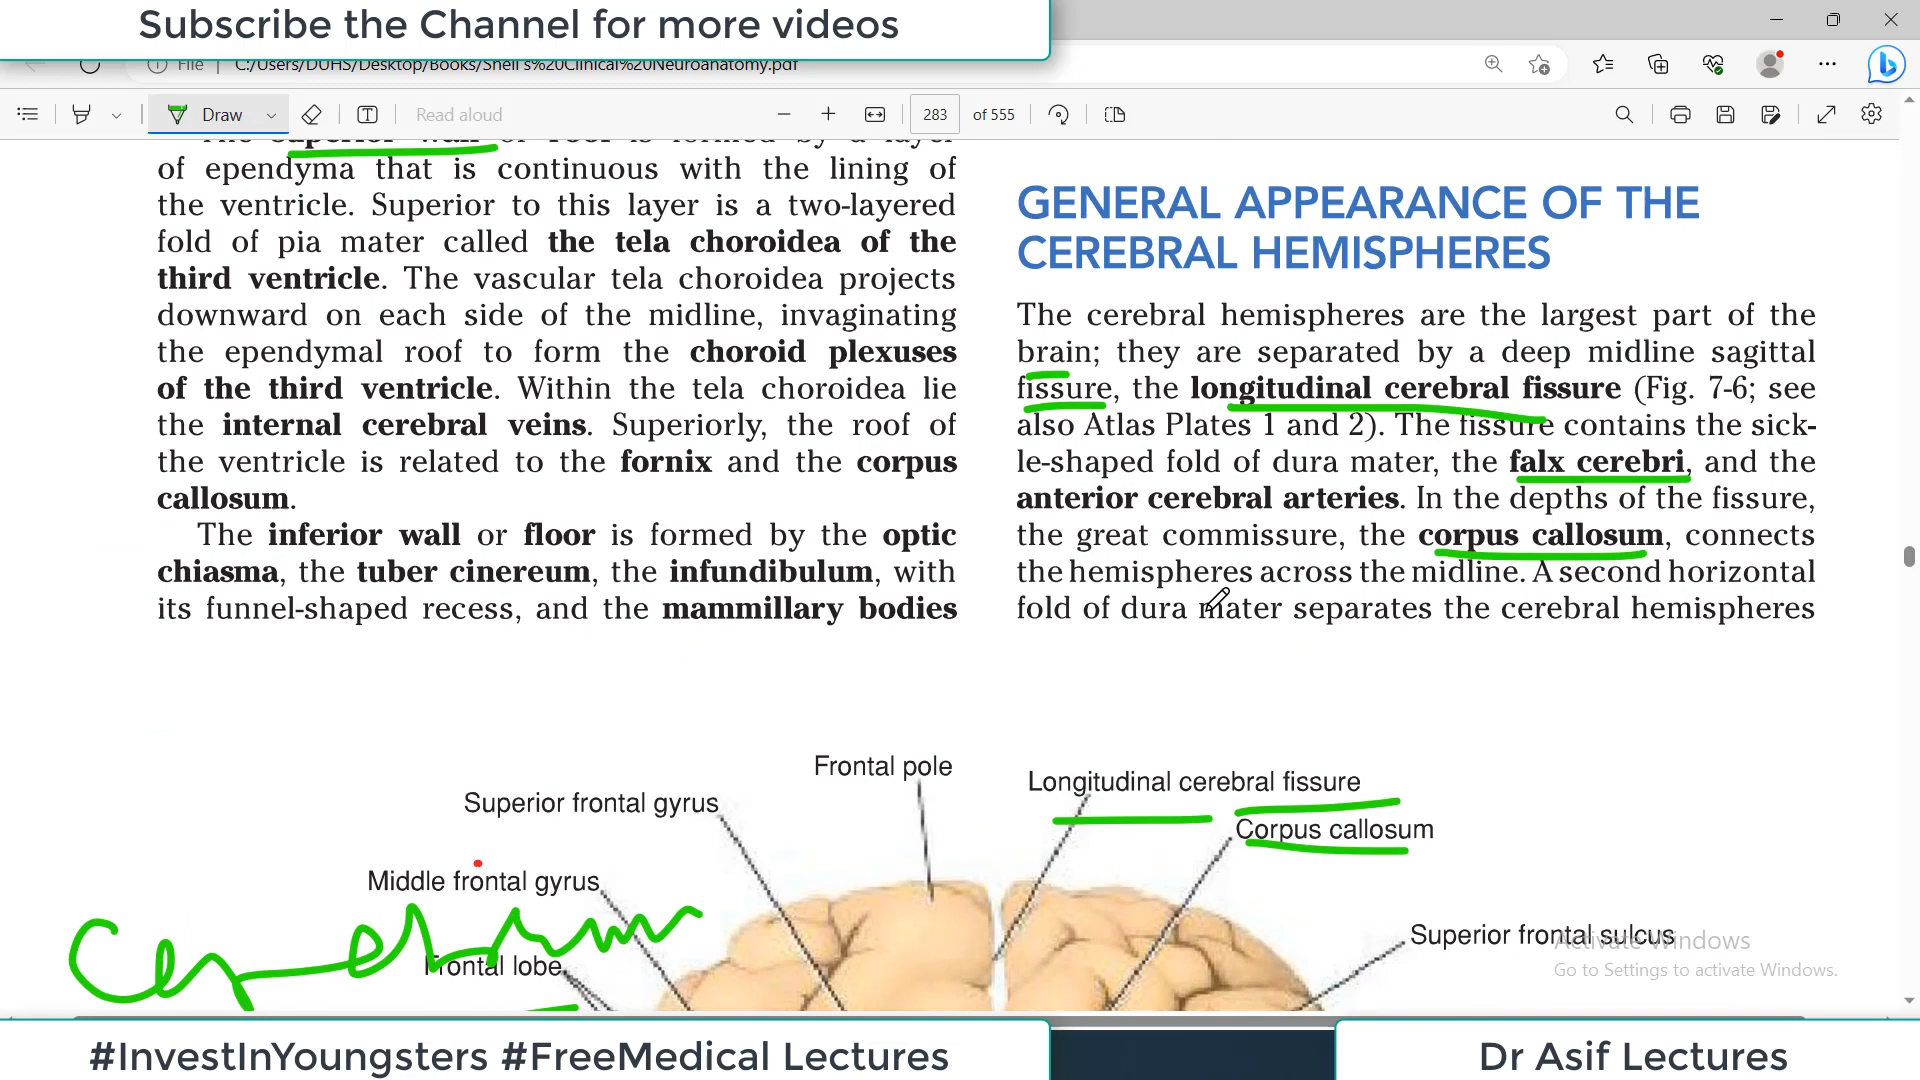 Subscribe the Channel for more videos
File C:/Users/DUHS/Desktop/Books/Snell's%20Clinical%20Neuroanatomy.pdf
Draw
Read aloud
283 of 555
The superior wall or roof is formed by a layer
of ependyma that is continuous with the lining of
the ventricle. Superior to this layer is a two-layered
fold of pia mater called the tela choroidea of the
third ventricle. The vascular tela choroidea projects
downward on each side of the midline, invaginating
the ependymal roof to form the choroid plexuses
of the third ventricle. Within the tela choroidea lie
the internal cerebral veins. Superiorly, the roof of
the ventricle is related to the fornix and the corpus
callosum.
The inferior wall or floor is formed by the optic
chiasma, the tuber cinereum, the infundibulum, with
its funnel-shaped recess, and the mammillary bodies
GENERAL APPEARANCE OF THE
CEREBRAL HEMISPHERES
The cerebral hemispheres are the largest part of the
brain; they are separated by a deep midline sagittal
fissure, the longitudinal cerebral fissure (Fig. 7-6; see
also Atlas Plates 1 and 2). The fissure contains the sick-
le-shaped fold of dura mater, the falx cerebri, and the
anterior cerebral arteries. In the depths of the fissure,
the great commissure, the corpus callosum, connects
the hemispheres across the midline. A second horizontal
fold of dura mater separates the cerebral hemispheres
Frontal pole
Longitudinal cerebral fissure
Superior frontal gyrus
Corpus callosum
Middle frontal gyrus
Cerebrum
Superior frontal sulcus
Frontal lobe
Activate Windows
Go to Settings to activate Windows.
#InvestInYoungsters #FreeMedical Lectures
Dr Asif Lectures